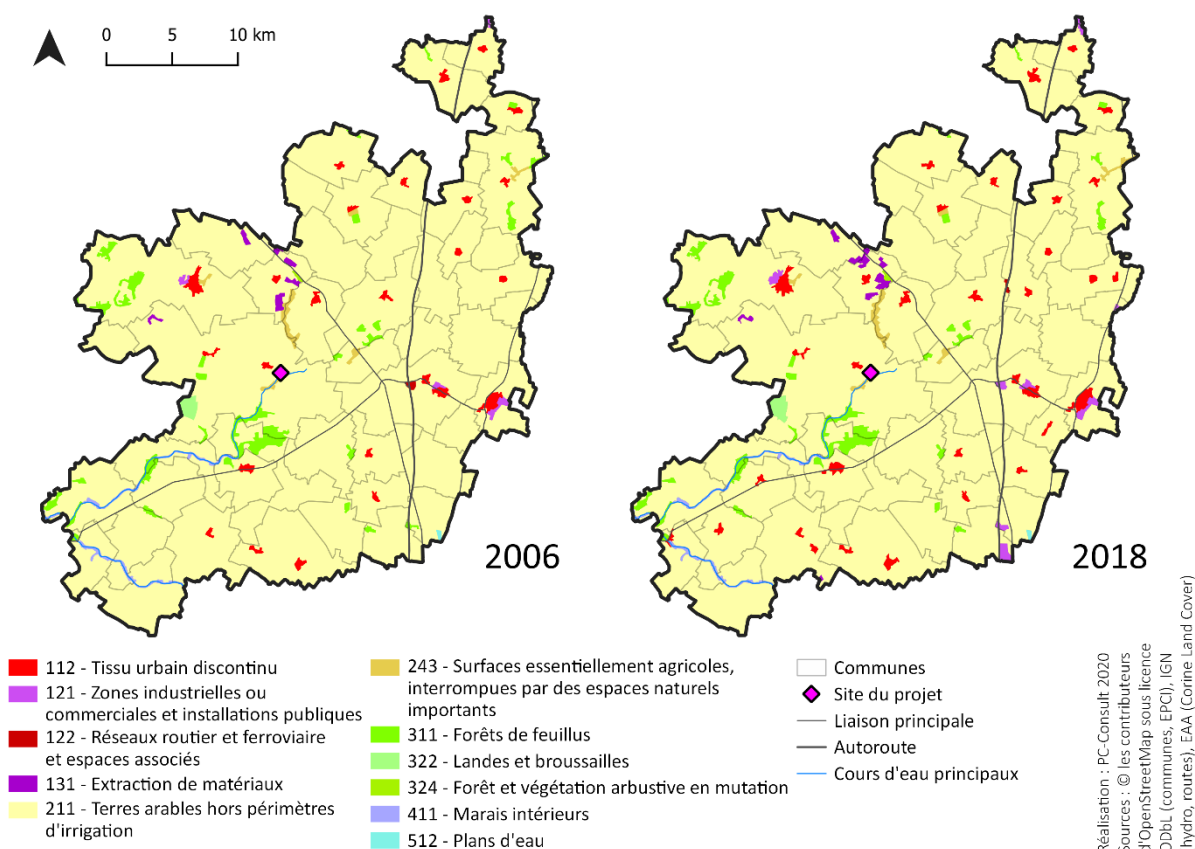 0 5 10 km
2006
2018
112 - Tissu urbain discontinu
121 - Zones industrielles ou
commerciales et installations publiques
122 - Réseaux routier et ferroviaire
et espaces associés
131 - Extraction de matériaux
211 - Terres arables hors périmètres
d'irrigation
243 - Surfaces essentiellement agricoles,
interrompues par des espaces naturels
importants
311 - Forêts de feuillus
322 - Landes et broussailles
324 - Forêt et végétation arbustive en mutation
411 - Marais intérieurs
512 - Plans d'eau
Communes
Site du projet
Liaison principale
Autoroute
Cours d'eau principaux
Réalisation : PC-Consult 2020
Sources : © les contributeurs
d'OpenStreetMap sous licence
ODbL (communes, EPCI), IGN
(hydro, routes), EAA (Corine Land Cover)